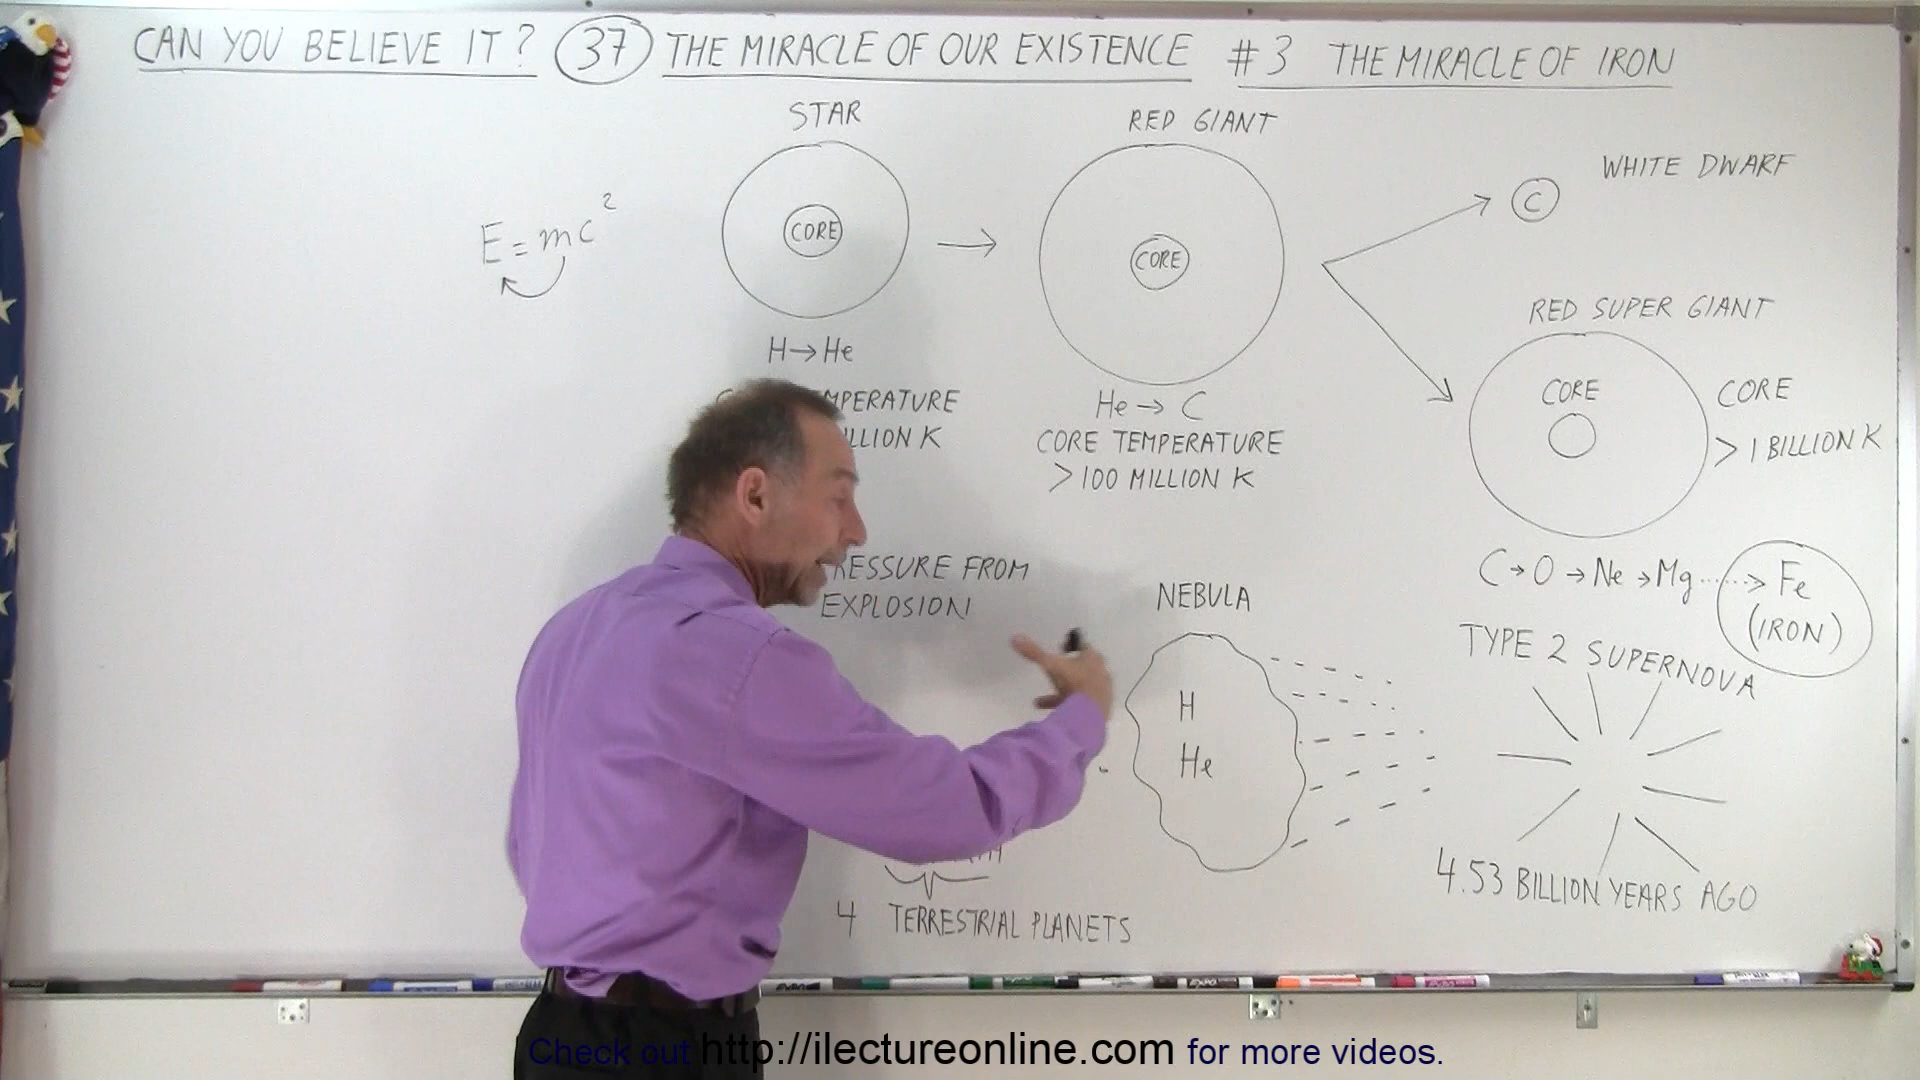 CAN YOU BELIEVE IT? 37 THE MIRACLE OF OUR EXISTENCE #3 THE MIRACLE OF IRON
STAR
CORE
H→He
K
E=mc²
RED GIANT
CORE
He→C
CORE TEMPERATURE
>100 MILLION K
WHITE DWARF
C
RED SUPER GIANT
CORE
CORE
>1 BILLION K
C→O→Ne→Mg......→Fe
(IRON)
TYPE 2 SUPERNOVA
4.53 BILLION YEARS AGO
NEBULA
H
He
FROM
EXPLOSION
4 TERRESTRIAL PLANETS
EXPO
EXPO
Check out http://ilectureonline.com for more videos.